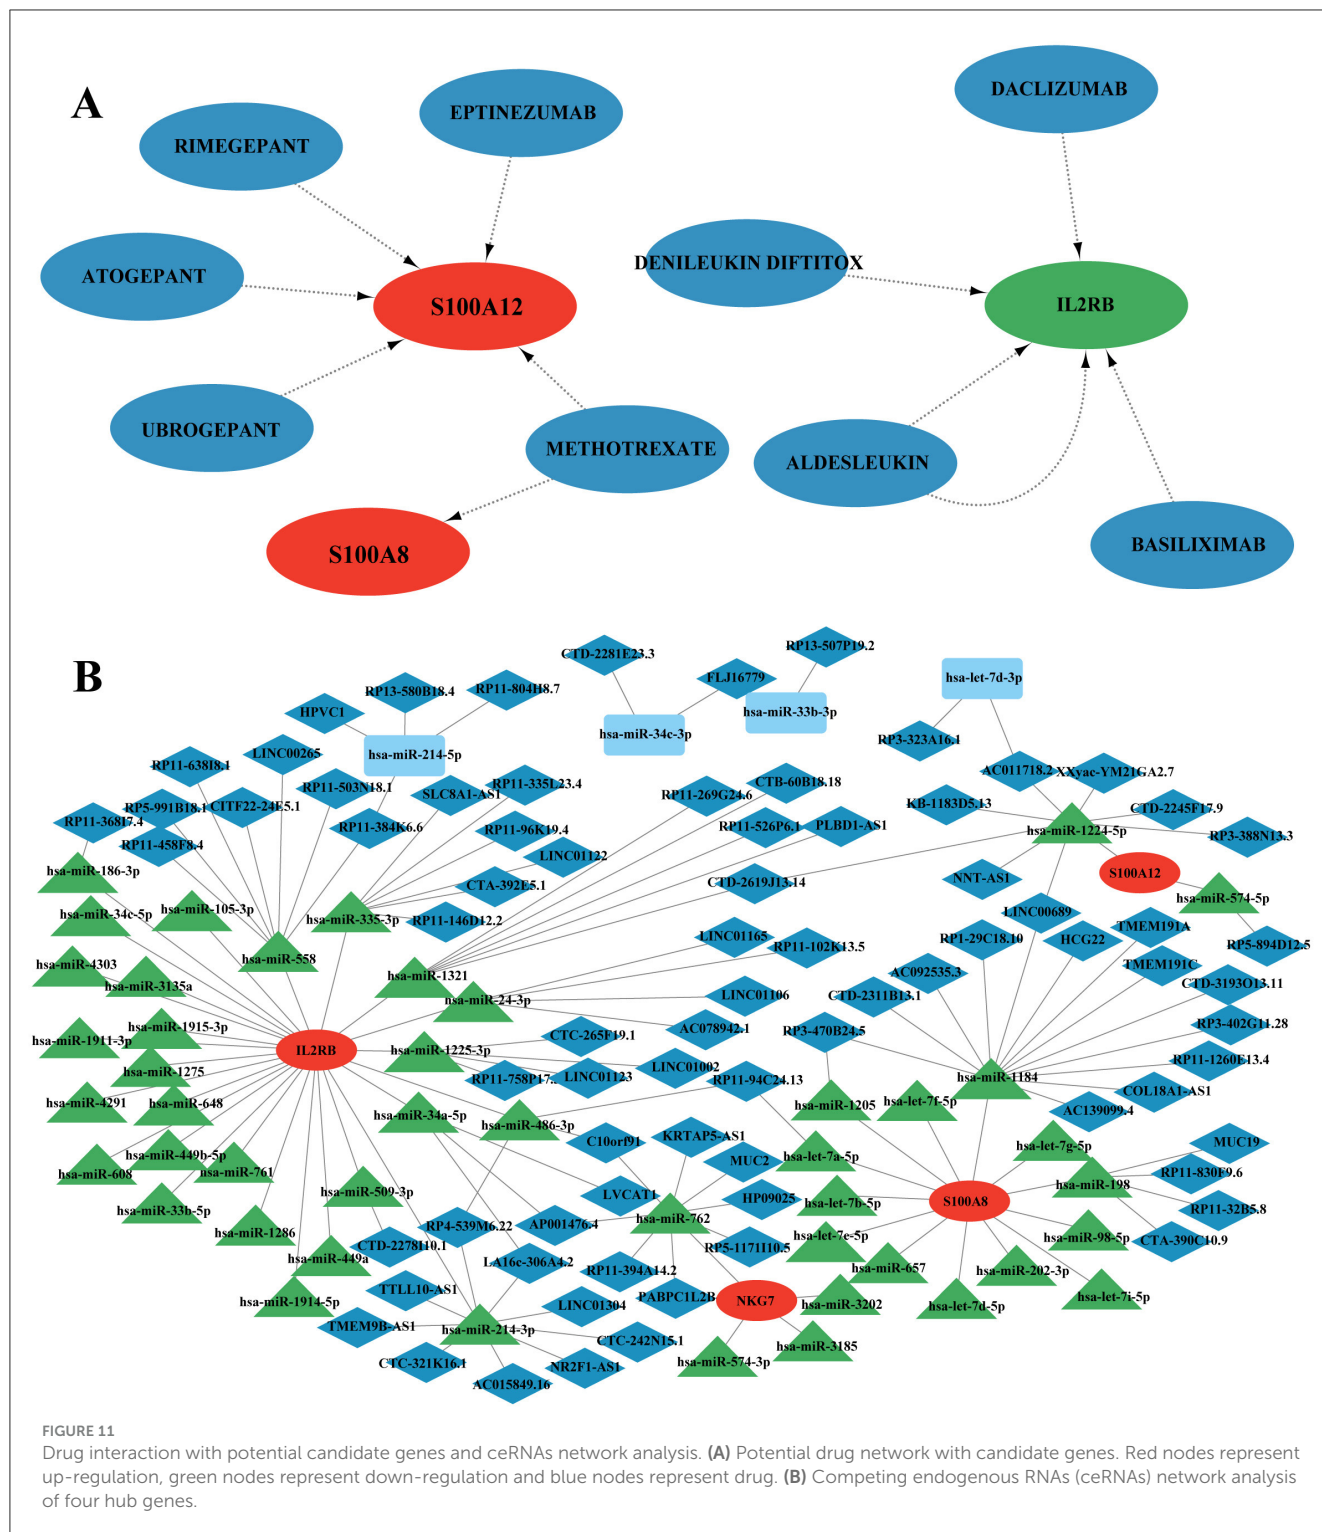 A
EPTINEZUMAB
DACLIZUMAB
RIMEGEPANT
DENILEUKIN DIFTITOX
ATOGEPANT
S100A12
IL2RB
UBROGEPANT
METHOTREXATE
ALDESLEUKIN
S100A8
BASILIXIMAB
B
CTD-2281E23.3
RP13-507P19.2
FLJ16779
hsa-let-7d-3p
RP13-580B18.4
RP11-804H8.7
HPVC1
hsa-miR-33b-3p
hsa-miR-34c-3p
RP3-323A16.1
hsa-miR-214-5p
LINC00265
RP11-638I8.1
AC011718.2
XXyac-YM21GA2.7
RP11-335L23.4
CTB-60B18.18
RP11-503N18.1
SLC8A1-AS1
RP11-269G24.6
KB-1183D5.13
CTD-2245F17.9
RP5-991B18.1
CITF22-24E5.1
RP11-36817.4
RP11-384K6.6
RP11-96K19.4
RP11-526P6.1
PLBD1-AS1
hsa-miR-1224-5p
RP3-388N13.3
RP11-458F8.4
LINC01122
hsa-miR-186-3p
S100A12
CTD-2619J13.14
NNT-AS1
CTA-392E5.1
hsa-miR-34c-5p
hsa-miR-105-3p
hsa-miR-335-3p
RP11-146D12.2
LINC00689
hsa-miR-574-5p
TMEM191A
LINC01165
RP1-29C18.10
HCG22
RP5-894D12.5
RP11-102K13.5
hsa-miR-4303
hsa-miR-558
TMEM191C
AC092535.3
hsa-miR-1321
CTD-3193O13.11
hsa-miR-3135a
CTD-2311B13.1
LINC01106
hsa-miR-24-3p
RP3-402G11.28
hsa-miR-1915-3p
AC078942.1
RP3-470B24.5
hsa-miR-1911-3p
IL2RB
CTC-265F19.1
hsa-miR-1225-3p
RP11-1260E13.4
hsa-miR-1275
LINC01002
hsa-miR-1184
RP11-758P17.
LINC01123
RP11-94C24.13
COL18A1-AS1
hsa-miR-4291
hsa-miR-648
hsa-miR-1205
hsa-let-7f-5p
AC139099.4
hsa-miR-34a-5p
hsa-miR-486-3p
C10orf91
KRTAP5-AS1
MUC19
hsa-let-7g-5p
hsa-miR-449b-5p
hsa-let-7a-5p
MUC2
hsa-miR-608
hsa-miR-761
RP11-830F9.6
hsa-miR-198
hsa-miR-509-3p
LVCAT1
HP09025
S100A8
hsa-let-7b-5p
hsa-miR-33b-5p
RP4-539M6.22
AP001476.4
hsa-miR-762
RP11-32B5.8
hsa-miR-1286
hsa-let-7e-5p
hsa-miR-98-5p
CTA-390C10.9
CTD-2278I10.1
RP5-1171I10.5
hsa-miR-449a
LA16c-306A4.2
RP11-394A14.2
hsa-miR-657
hsa-miR-202-3p
TTLL10-AS1
PABPC1L2B
NKG7
hsa-miR-1914-5p
LINC01304
hsa-miR-3202
hsa-let-7d-5p
hsa-let-7i-5p
TMEM9B-AS1
hsa-miR-214-3p
CTC-242N15.1
hsa-miR-3185
CTC-321K16.1
NR2F1-AS1
hsa-miR-574-3p
AC015849.16
FIGURE 11
Drug interaction with potential candidate genes and ceRNAs network analysis. (A) Potential drug network with candidate genes. Red nodes represent
up-regulation, green nodes represent down-regulation and blue nodes represent drug. (B) Competing endogenous RNAs (ceRNAs) network analysis
of four hub genes.